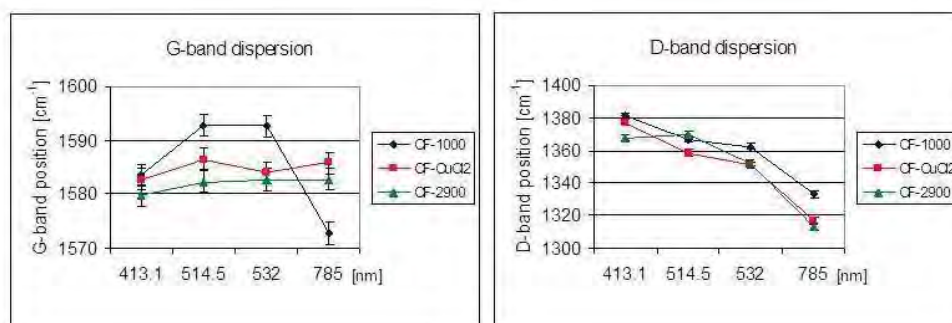 G-band dispersion
G-band position [cm⁻¹]
1600
1590
1580
1570
413.1 514.5 532 785 [nm]
CF-1000
CF-CuCl2
CF-2900
D-band dispersion
D-band position [cm⁻¹]
1400
1380
1360
1340
1320
1300
413.1 514.5 532 785 [nm]
CF-1000
CF-CuCl2
CF-2900